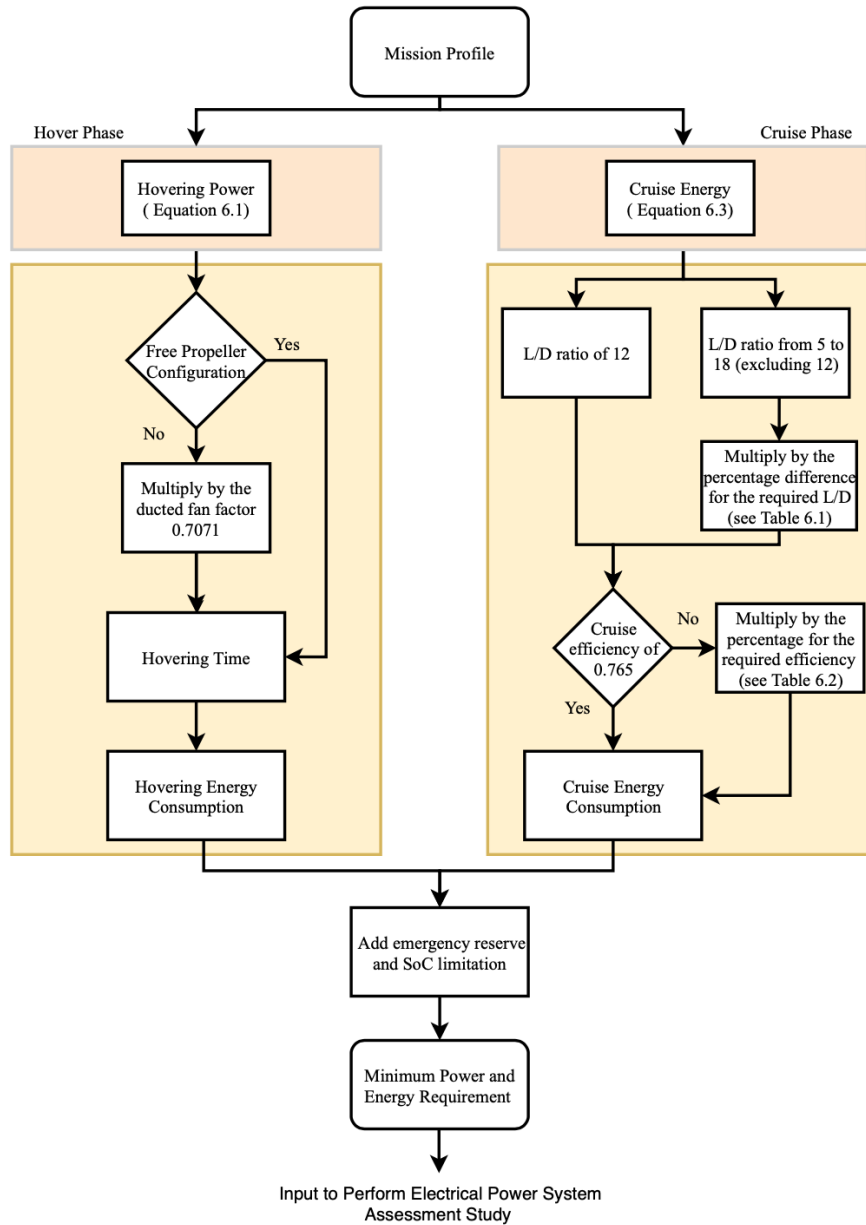 Mission Profile
Hover Phase
Cruise Phase
Hovering Power
( Equation 6.1)
Cruise Energy
( Equation 6.3)
Free Propeller
Configuration
Yes
No
Multiply by the
ducted fan factor
0.7071
Hovering Time
Hovering Energy
Consumption
L/D ratio of 12
L/D ratio from 5 to
18 (excluding 12)
Multiply by the
percentage difference
for the required L/D
(see Table 6.1)
Cruise
efficiency of
0.765
No
Yes
Multiply by the
percentage for the
required efficiency
(see Table 6.2)
Cruise Energy
Consumption
Add emergency reserve
and SoC limitation
Minimum Power and
Energy Requirement
Input to Perform Electrical Power System
Assessment Study